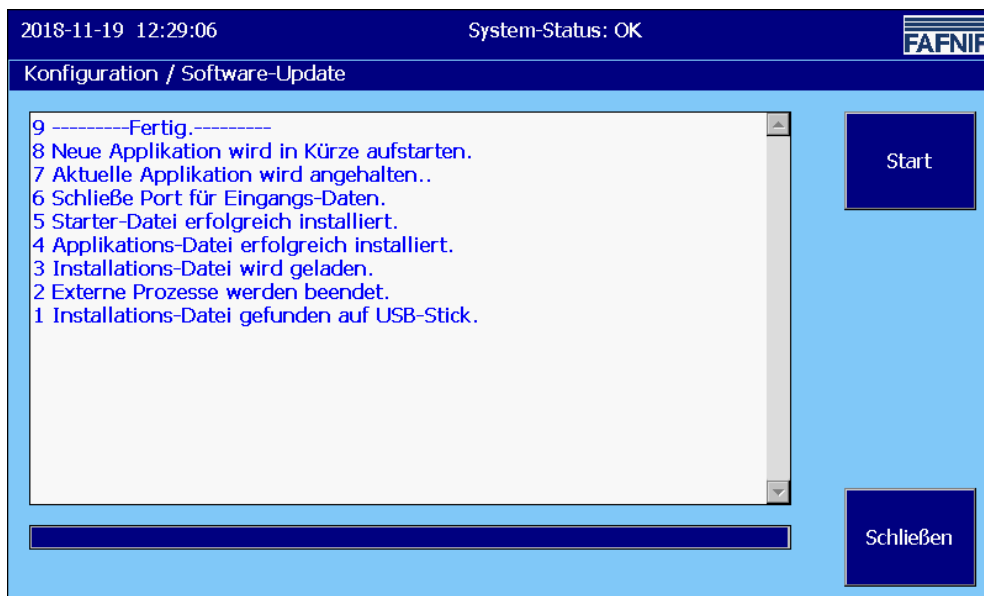 2018-11-19 12:29:06 System-Status: OK
FAFNIR
Konfiguration / Software-Update
9 ---------Fertig.---------
8 Neue Applikation wird in Kürze aufstarten.
7 Aktuelle Applikation wird angehalten..
6 Schließe Port für Eingangs-Daten.
5 Starter-Datei erfolgreich installiert.
4 Applikations-Datei erfolgreich installiert.
3 Installations-Datei wird geladen.
2 Externe Prozesse werden beendet.
1 Installations-Datei gefunden auf USB-Stick.
Start
Schließen